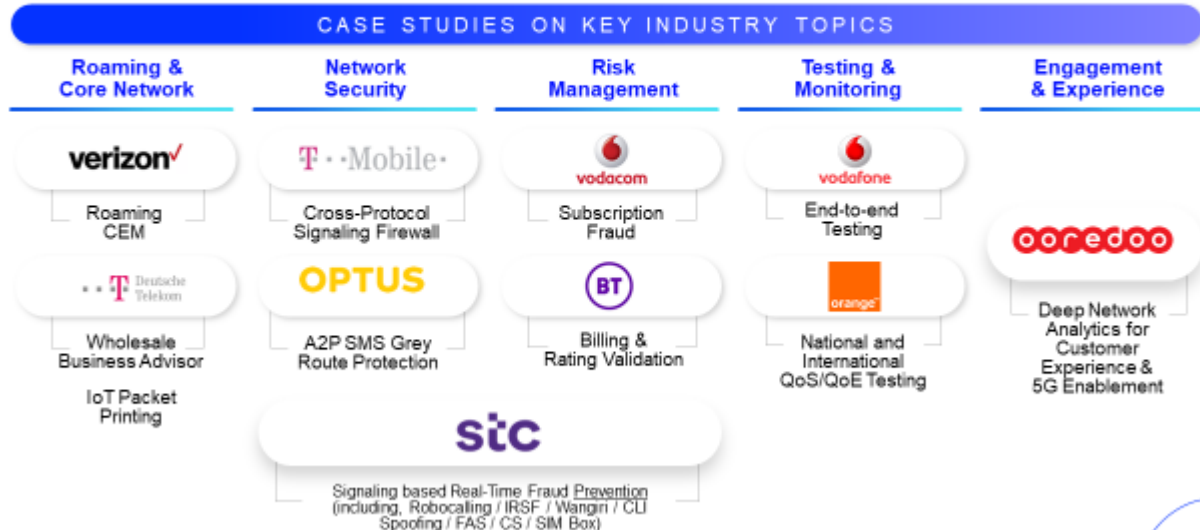 CASE STUDIES ON KEY INDUSTRY TOPICS
Roaming &
Core Network
verizon
Roaming
CEM
Deutsche
Telekom
Wholesale
Business Advisor
IoT Packet
Printing
Network
Security
T Mobile
Cross-Protocol
Signaling Firewall
OPTUS
A2P SMS Grey
Route Protection
Risk
Management
vodacom
Subscription
Fraud
BT
Billing &
Rating Validation
stc
Signaling based Real-Time Fraud Prevention
(including, Robocalling / IRSF / Wangiri / CLI
Spoofing / FAS / CS / SIM Box)
Testing &
Monitoring
vodafone
End-to-end
Testing
orange
National and
International
QoS/QoE Testing
Engagement
& Experience
ooredoo
Deep Network
Analytics for
Customer
Experience &
5G Enablement